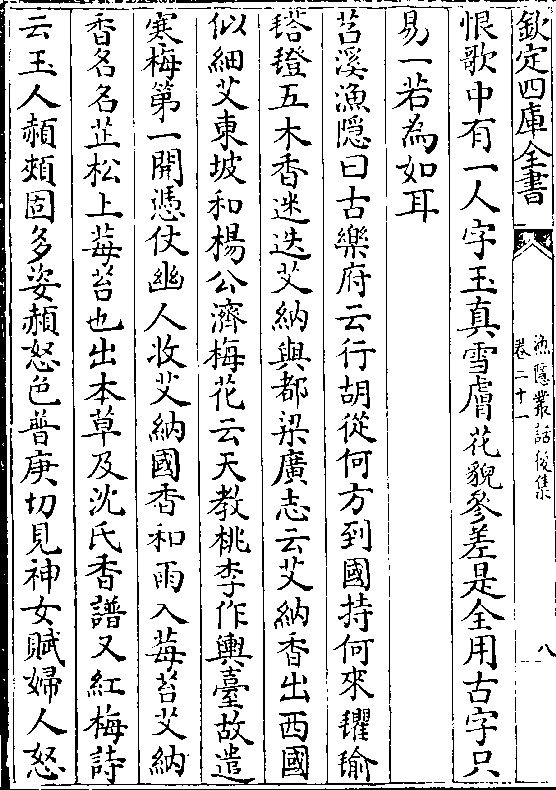 欽定四庫全書
漁隱叢話後集
卷二十一
八
恨歌中有一人字玉真雪膚花貌參差是全用古字只
易一若為如耳
苕溪漁隱曰古樂府云行胡從何方到國持何來㲣㲪
㲮㲩五木香迷迭艾納與都梁廣志云艾納香出西國
似細艾東坡和楊公濟梅花云天教桃李作輿臺故遣
寒梅第一開憑仗幽人收艾納國香和雨入莓苔艾納
香名名芷松上莓苔也出本草及沈氏香譜又紅梅詩
云玉人頩頰固多姿頩怒色普庚切見神女賦婦人怒